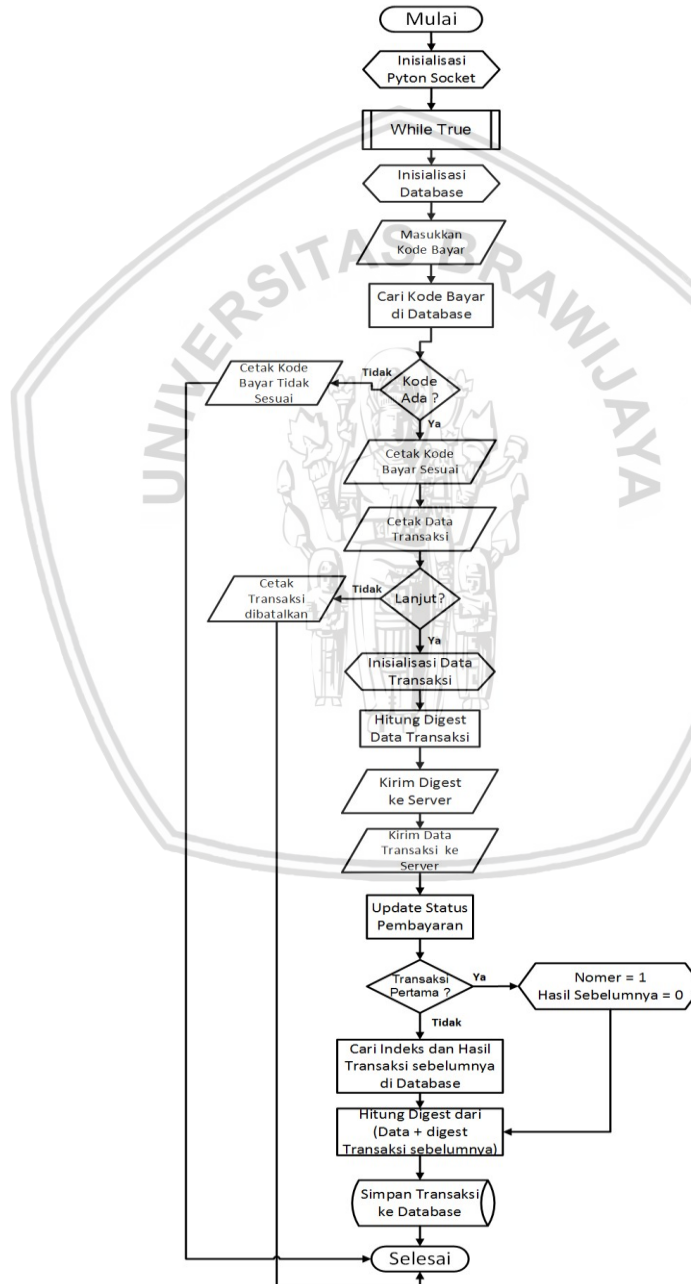 Mulai
Inisialisasi
Pyton Socket
While True
Inisialisasi
Database
Masukkan
Kode Bayar
UNIVERSITAS BRAWIJAYA
Cari Kode Bayar
di Database
Cetak Kode
Bayar Tidak
Sesuai
Tidak
Kode
Ada ?
Ya
Cetak Kode
Bayar Sesuai
Cetak Data
Transaksi
Cetak
Transaksi
dibatalkan
Tidak
Lanjut?
Ya
Inisialisasi Data
Transaksi
Hitung Digest
Data Transaksi
Kirim Digest
ke Server
Kirim Data
Transaksi ke
Server
Update Status
Pembayaran
Transaksi
Pertama ?
Ya
Nomer = 1
Hasil Sebelumnya = 0
Tidak
Cari Indeks dan Hasil
Transaksi sebelumnya
di Database
Hitung Digest dari
(Data + digest
Transaksi sebelumnya)
Simpan Transaksi
ke Database
Selesai